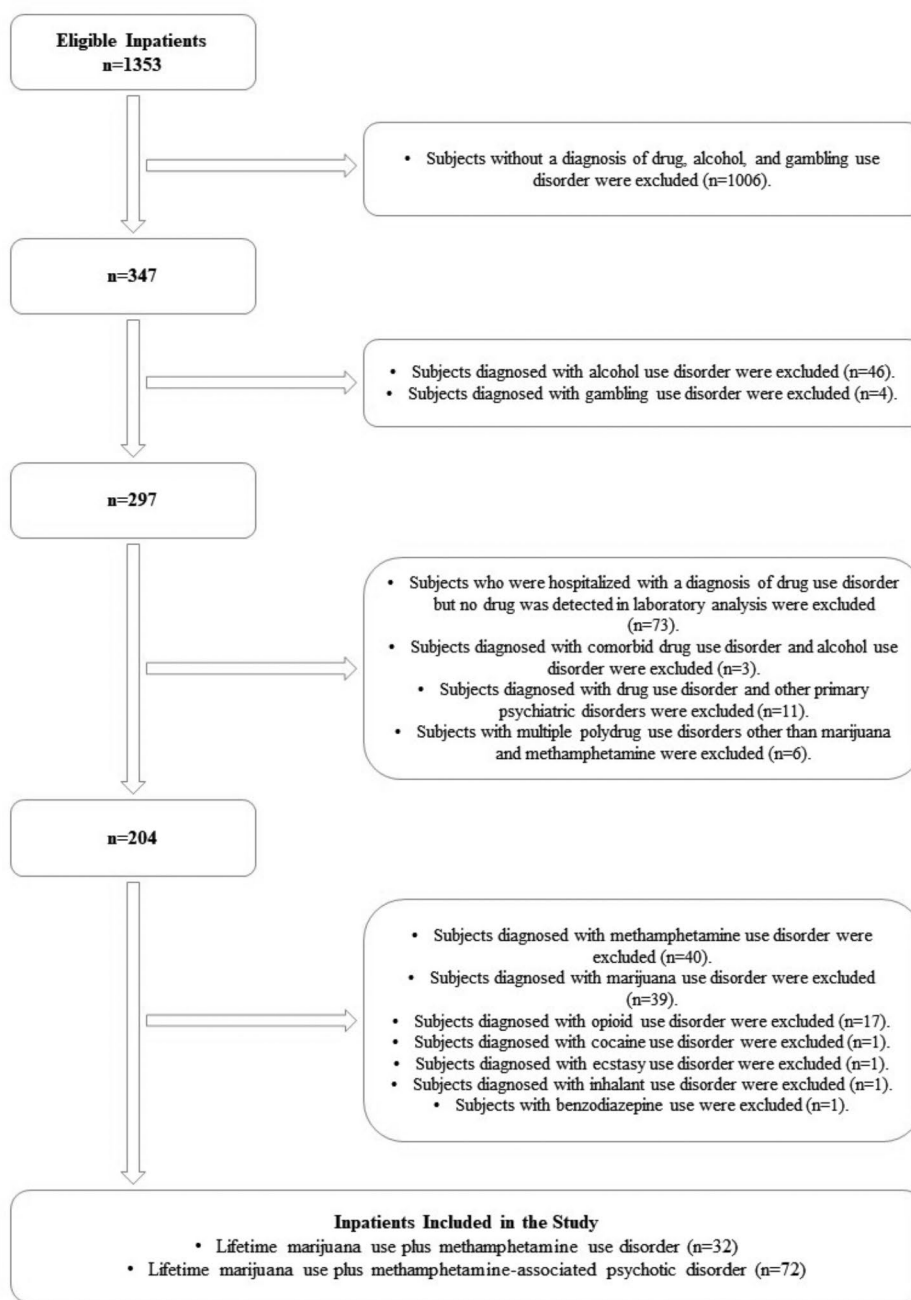 Eligible Inpatients
n=1353
• Subjects without a diagnosis of drug, alcohol, and gambling use
disorder were excluded (n=1006).
n=347
• Subjects diagnosed with alcohol use disorder were excluded (n=46).
• Subjects diagnosed with gambling use disorder were excluded (n=4).
n=297
• Subjects who were hospitalized with a diagnosis of drug use disorder
but no drug was detected in laboratory analysis were excluded
(n=73).
• Subjects diagnosed with comorbid drug use disorder and alcohol use
disorder were excluded (n=3).
• Subjects diagnosed with drug use disorder and other primary
psychiatric disorders were excluded (n=11).
• Subjects with multiple polydrug use disorders other than marijuana
and methamphetamine were excluded (n=6).
n=204
• Subjects diagnosed with methamphetamine use disorder were
excluded (n=40).
• Subjects diagnosed with marijuana use disorder were excluded
(n=39).
• Subjects diagnosed with opioid use disorder were excluded (n=17).
• Subjects diagnosed with cocaine use disorder were excluded (n=1).
• Subjects diagnosed with ecstasy use disorder were excluded (n=1).
• Subjects diagnosed with inhalant use disorder were excluded (n=1).
• Subjects with benzodiazepine use were excluded (n=1).
Inpatients Included in the Study
• Lifetime marijuana use plus methamphetamine use disorder (n=32)
• Lifetime marijuana use plus methamphetamine-associated psychotic disorder (n=72)